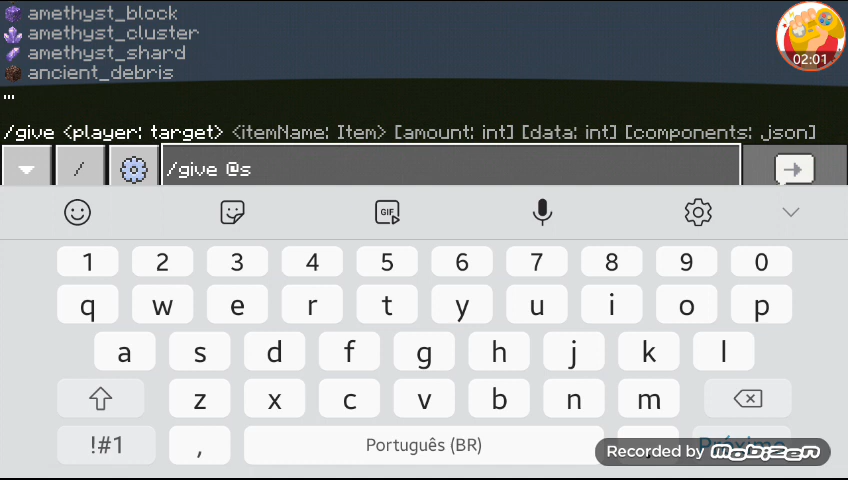 amethyst_block
amethyst_cluster
amethyst_shard
ancient_debris
...
02:01
/give <player: target> <itemName: Item> [amount: int] [data: int] [components: json]
/
/give @s
GIF
1 2 3 4 5 6 7 8 9 0
q w e r t y u i o p
a s d f g h j k l
z x c v b n m
!#1 , Português (BR) Próximo
Recorded by mobizen